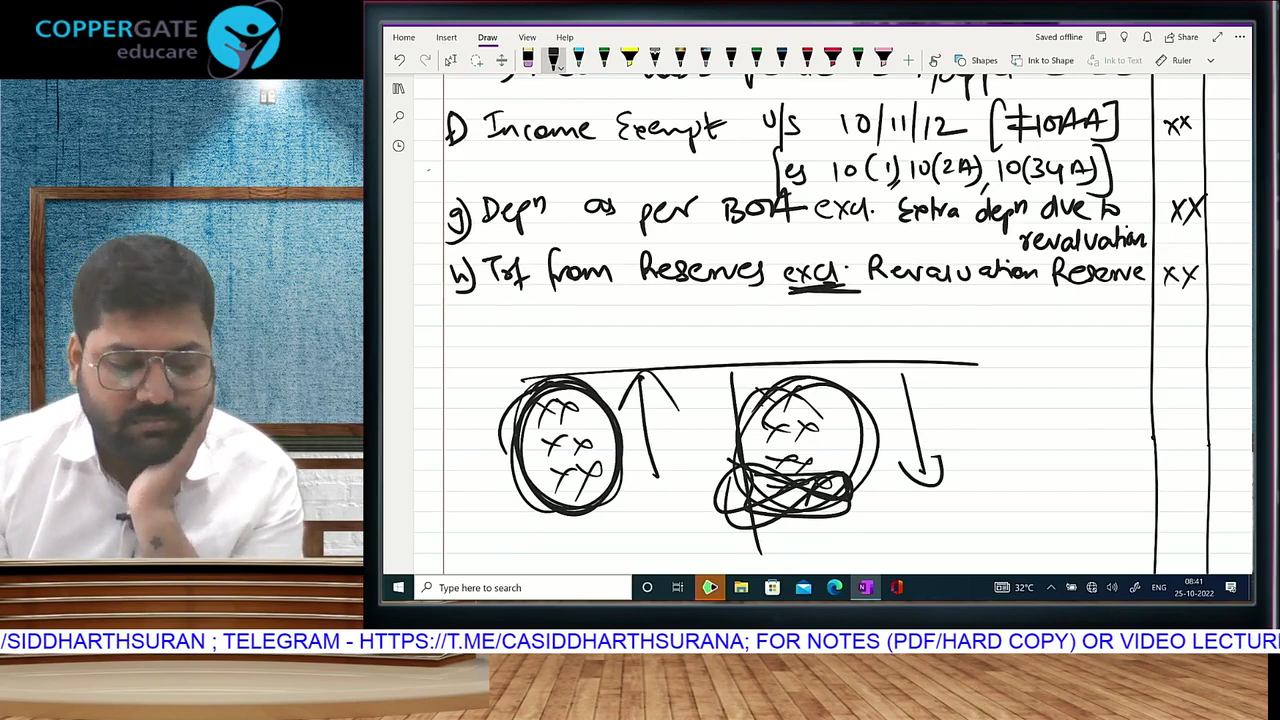 COPPERGATE
educare
Home Insert Draw View Help
Saved offline
Share
Shapes
Ink to Shape
Ink to Text
Ruler
f) Income Exempt u/s 10/11/12 [≠10AA] xx
[eg 10(1), 10(2A), 10(34A)]
g) Depn as per excl. Extra depn due to xx
revaluation
h) Trf from Reserves excl. Revaluation Reserve xx
xx
xx
xx
xx
xx
Type here to search
32°C
ENG
08:41
25-10-2022
/SIDDHARTHSURAN ; TELEGRAM - HTTPS://T.ME/CASIDDHARTHSURANA; FOR NOTES (PDF/HARD COPY) OR VIDEO LECTUR